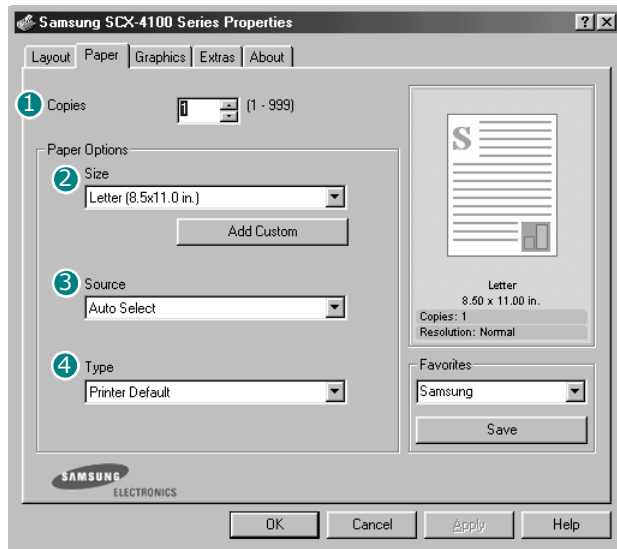 Samsung SCX-4100 Series Properties
Layout Paper Graphics Extras About
1 Copies 1 (1 - 999)
Paper Options
2 Size
Letter (8.5x11.0 in.)
Add Custom
3 Source
Auto Select
4 Type
Printer Default
S
Letter
8.50 x 11.00 in.
Copies: 1
Resolution: Normal
Favorites
Samsung
Save
SAMSUNG
ELECTRONICS
OK Cancel Apply Help